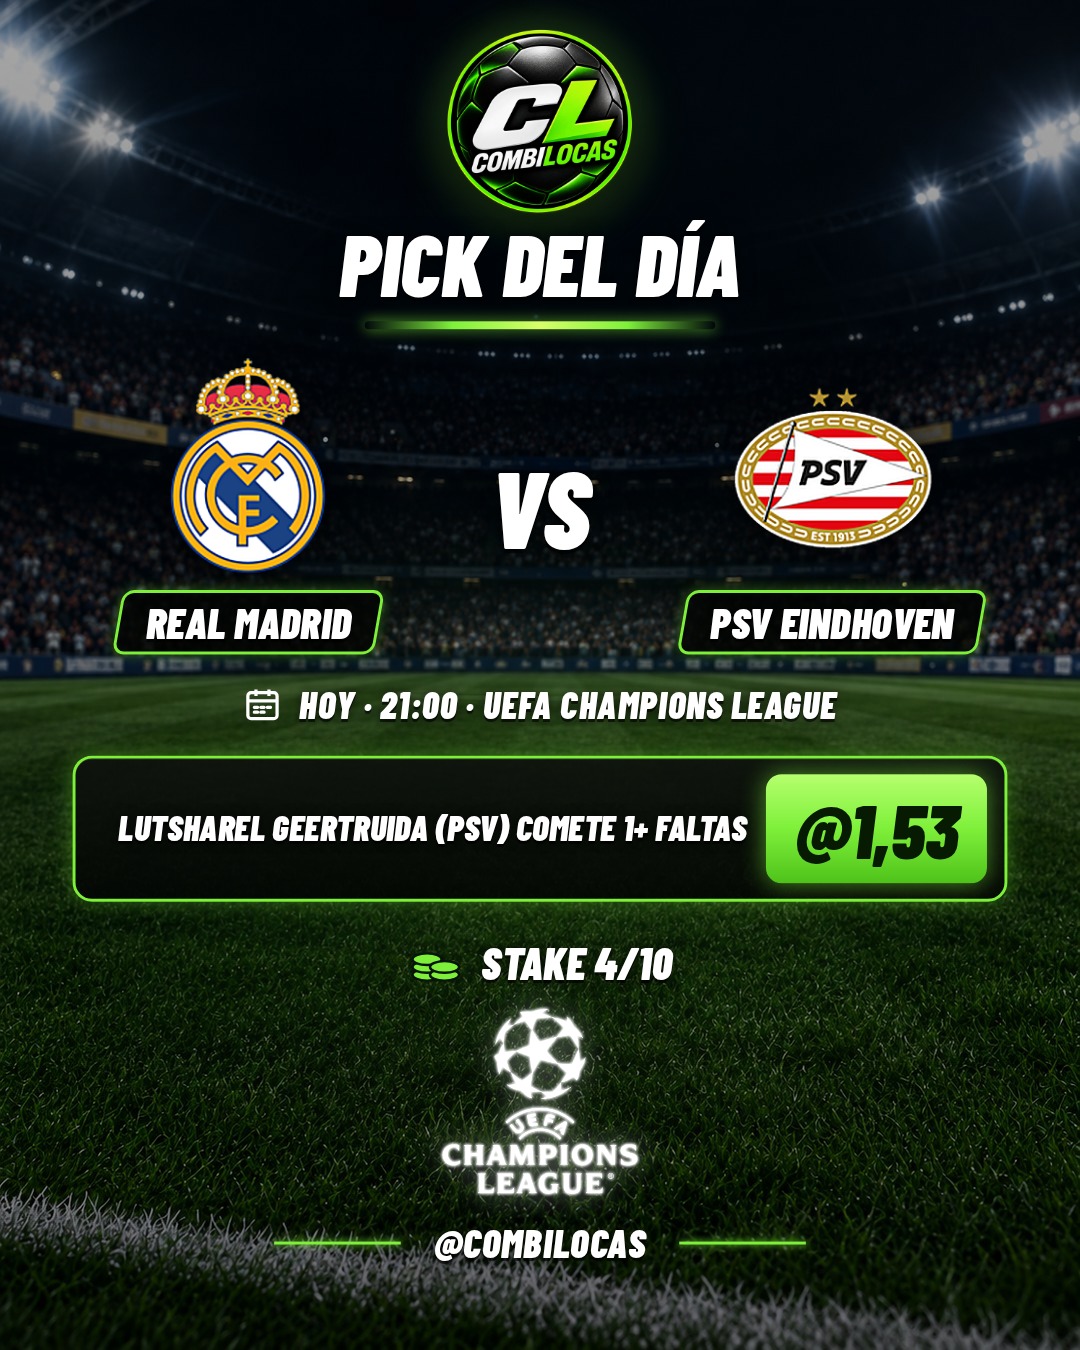 CL
COMBILOCAS
PICK DEL DÍA
VS
PSV
EST 1913
REAL MADRID
PSV EINDHOVEN
HOY · 21:00 · UEFA CHAMPIONS LEAGUE
LUTSHAREL GEERTRUIDA (PSV) COMETE 1+ FALTAS
@1,53
STAKE 4/10
UEFA
CHAMPIONS
LEAGUE®
@COMBILOCAS